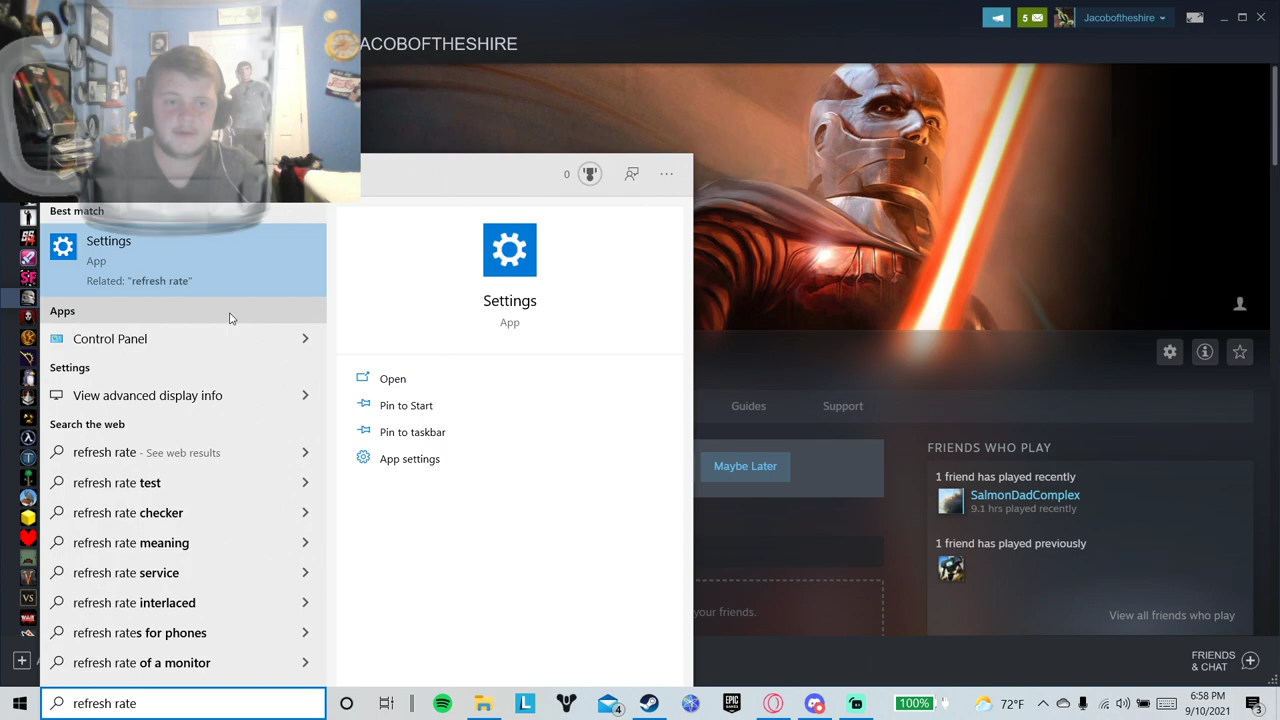 5
Jacoboftheshire
ACOBOFTHESHIRE
0
Best match
Settings
App
Related: "refresh rate"
Apps
Control Panel
Settings
View advanced display info
Search the web
refresh rate - See web results
refresh rate test
refresh rate checker
refresh rate meaning
refresh rate service
refresh rate interlaced
refresh rates for phones
refresh rate of a monitor
refresh rate
Settings
App
Open
Pin to Start
Pin to taskbar
App settings
Guides
Support
Maybe Later
your friends.
FRIENDS WHO PLAY
1 friend has played recently
SalmonDadComplex
9.1 hrs played recently
1 friend has played previously
View all friends who play
FRIENDS
& CHAT
VS
L
4
EPIC
GAMES
100%
72°F
6:58 PM
9/10/2021
3